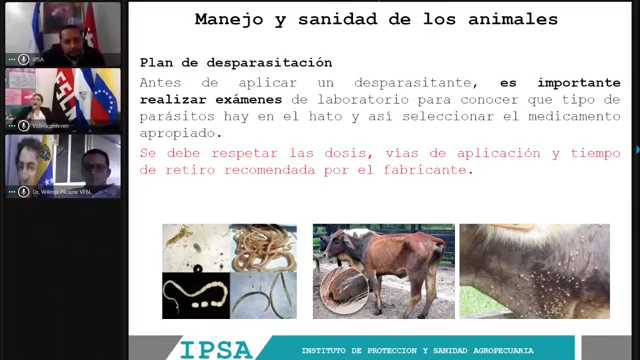 Manejo y sanidad de los animales
Plan de desparasitación
Antes de aplicar un desparasitante, es importante
realizar exámenes de laboratorio para conocer que tipo de
parásitos hay en el hato y así seleccionar el medicamento
apropiado.
Se debe respetar las dosis, vías de aplicación y tiempo
de retiro recomendada por el fabricante.
IPSA
FSLN
Videoconferen
Dr. Wilmer Alcázar VEN.
IPSA
INSTITUTO DE PROTECCION Y SANIDAD AGROPECUARIA